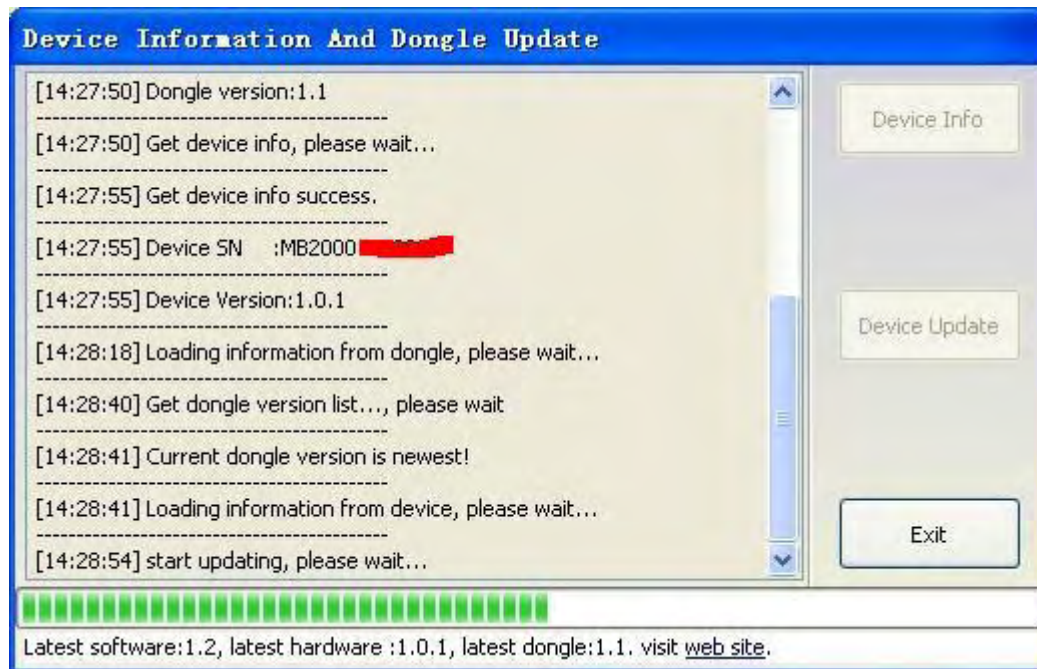 Device Information And Dongle Update
[14:27:50] Dongle version:1.1
----------------------------------------------
[14:27:50] Get device info, please wait...
----------------------------------------------
[14:27:55] Get device info success.
----------------------------------------------
[14:27:55] Device SN :MB2000
----------------------------------------------
[14:27:55] Device Version:1.0.1
----------------------------------------------
[14:28:18] Loading information from dongle, please wait...
----------------------------------------------
[14:28:40] Get dongle version list..., please wait
----------------------------------------------
[14:28:41] Current dongle version is newest!
----------------------------------------------
[14:28:41] Loading information from device, please wait...
----------------------------------------------
[14:28:54] start updating, please wait...
Device Info
Device Update
Exit
Latest software:1.2, latest hardware :1.0.1, latest dongle:1.1. visit web site.